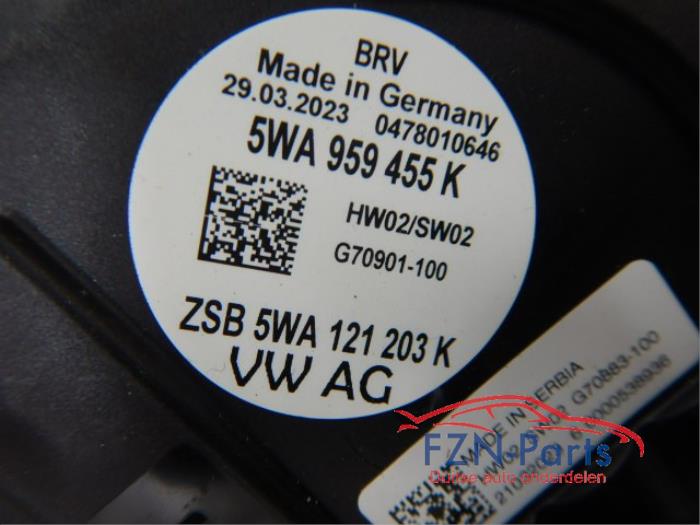 BRV
Made in Germany
29.03.2023 0478010646
5WA 959 455 K
HW02/SW02
G70901-100
ZSB 5WA 121 203 K
VW AG
MADE IN SERBIA
G70883-100
FZN-Parts
auto onderdelen